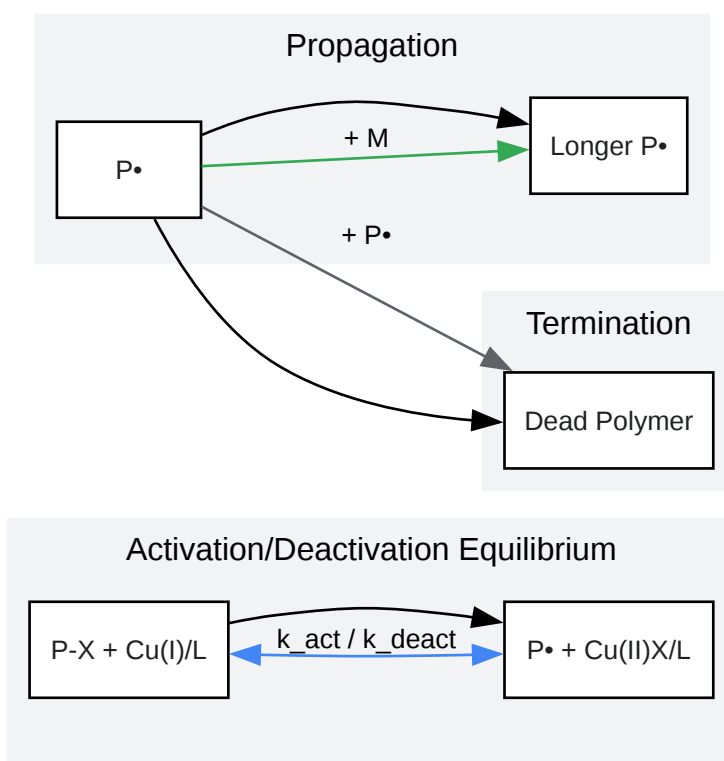 Propagation
P•
+ M
Longer P•
+ P•
Termination
Dead Polymer
Activation/Deactivation Equilibrium
P-X + Cu(I)/L
k_act / k_deact
P• + Cu(II)X/L